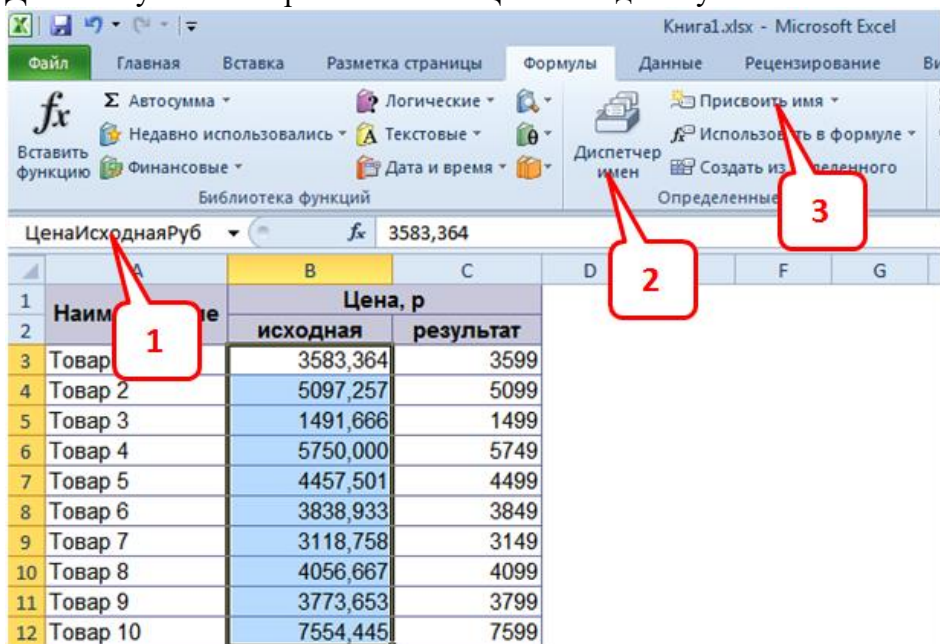 Книга1.xlsx - Microsoft Excel
Файл Главная Вставка Разметка страницы Формулы Данные Рецензирование
fx Σ Автосумма Логические Присвоить имя
Недавно использовались Текстовые Использовать в формуле
Вставить функцию Финансовые Дата и время Диспетчер имен Создать из
Библиотека функций
3
ЦенаИсходнаяРуб fx 3583,364
A B C D F G
2
1 Цена, р
2 исходная результат
1
3 Товар 3583,364 3599
4 Товар 2 5097,257 5099
5 Товар 3 1491,666 1499
6 Товар 4 5750,000 5749
7 Товар 5 4457,501 4499
8 Товар 6 3838,933 3849
9 Товар 7 3118,758 3149
10 Товар 8 4056,667 4099
11 Товар 9 3773,653 3799
12 Товар 10 7554,445 7599